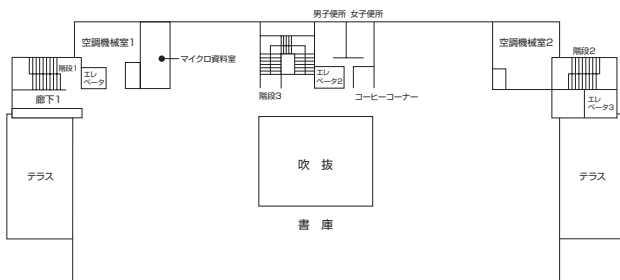 男子便所 女子便所
空調機械室1
マイクロ資料室
空調機械室2
階段2
階段1
エレ
ベータ
エレ
ベータ2
階段3
コーヒーコーナー
廊下1
エレ
ベータ3
テラス
吹 抜
テラス
書 庫